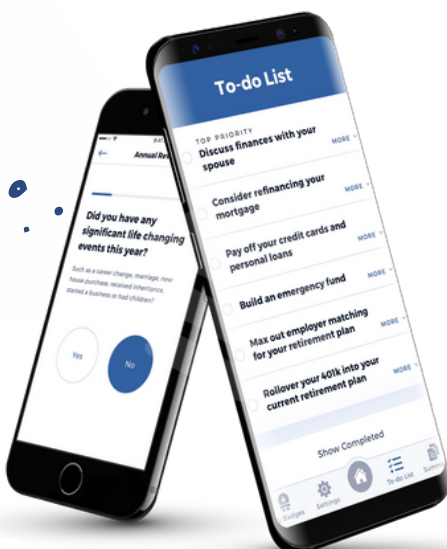 9:41
Annual Rev
Did you have any
significant life changing
events this year?
Such as a career change, marriage, new
house purchase, received inheritance,
started a business or had children?
Yes
No
To-do List
TOP PRIORITY
Discuss finances with your
spouse
MORE
Consider refinancing your
mortgage
MORE
Pay off your credit cards and
personal loans
MORE
Build an emergency fund
MORE
Max out employer matching
for your retirement plan
MORE
Rollover your 401k into your
current retirement plan
MORE
Show Completed
Badges
Settings
To-do List
Summ